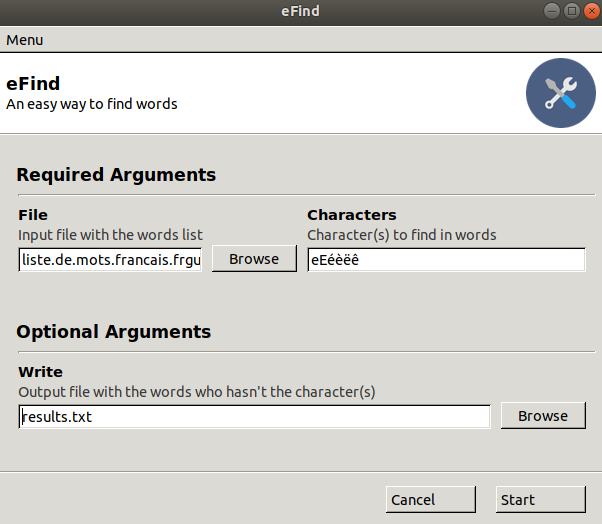 eFind
Menu
eFind
An easy way to find words
Required Arguments
File
Input file with the words list
liste.de.mots.francais.frgu
Browse
Characters
Character(s) to find in words
eEéèëê
Optional Arguments
Write
Output file with the words who hasn't the character(s)
results.txt
Browse
Cancel
Start